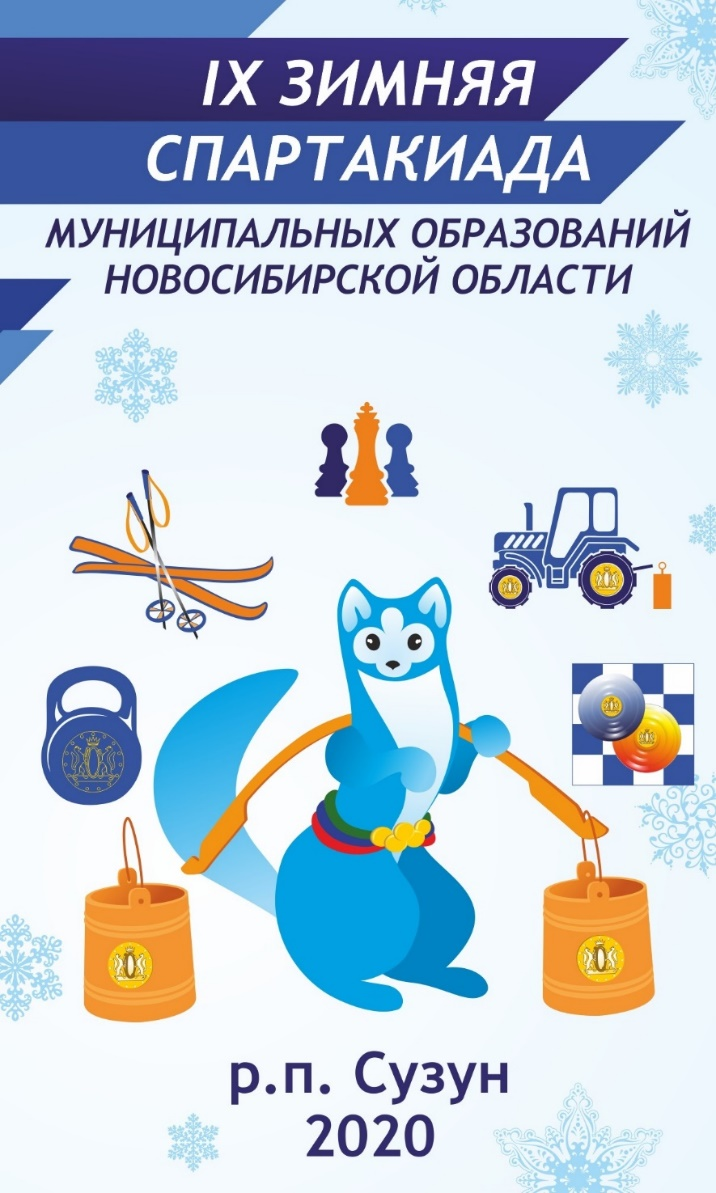 IX ЗИМНЯЯ
СПАРТАКИАДА
МУНИЦИПАЛЬНЫХ ОБРАЗОВАНИЙ
НОВОСИБИРСКОЙ ОБЛАСТИ
р.п. Сузун
2020